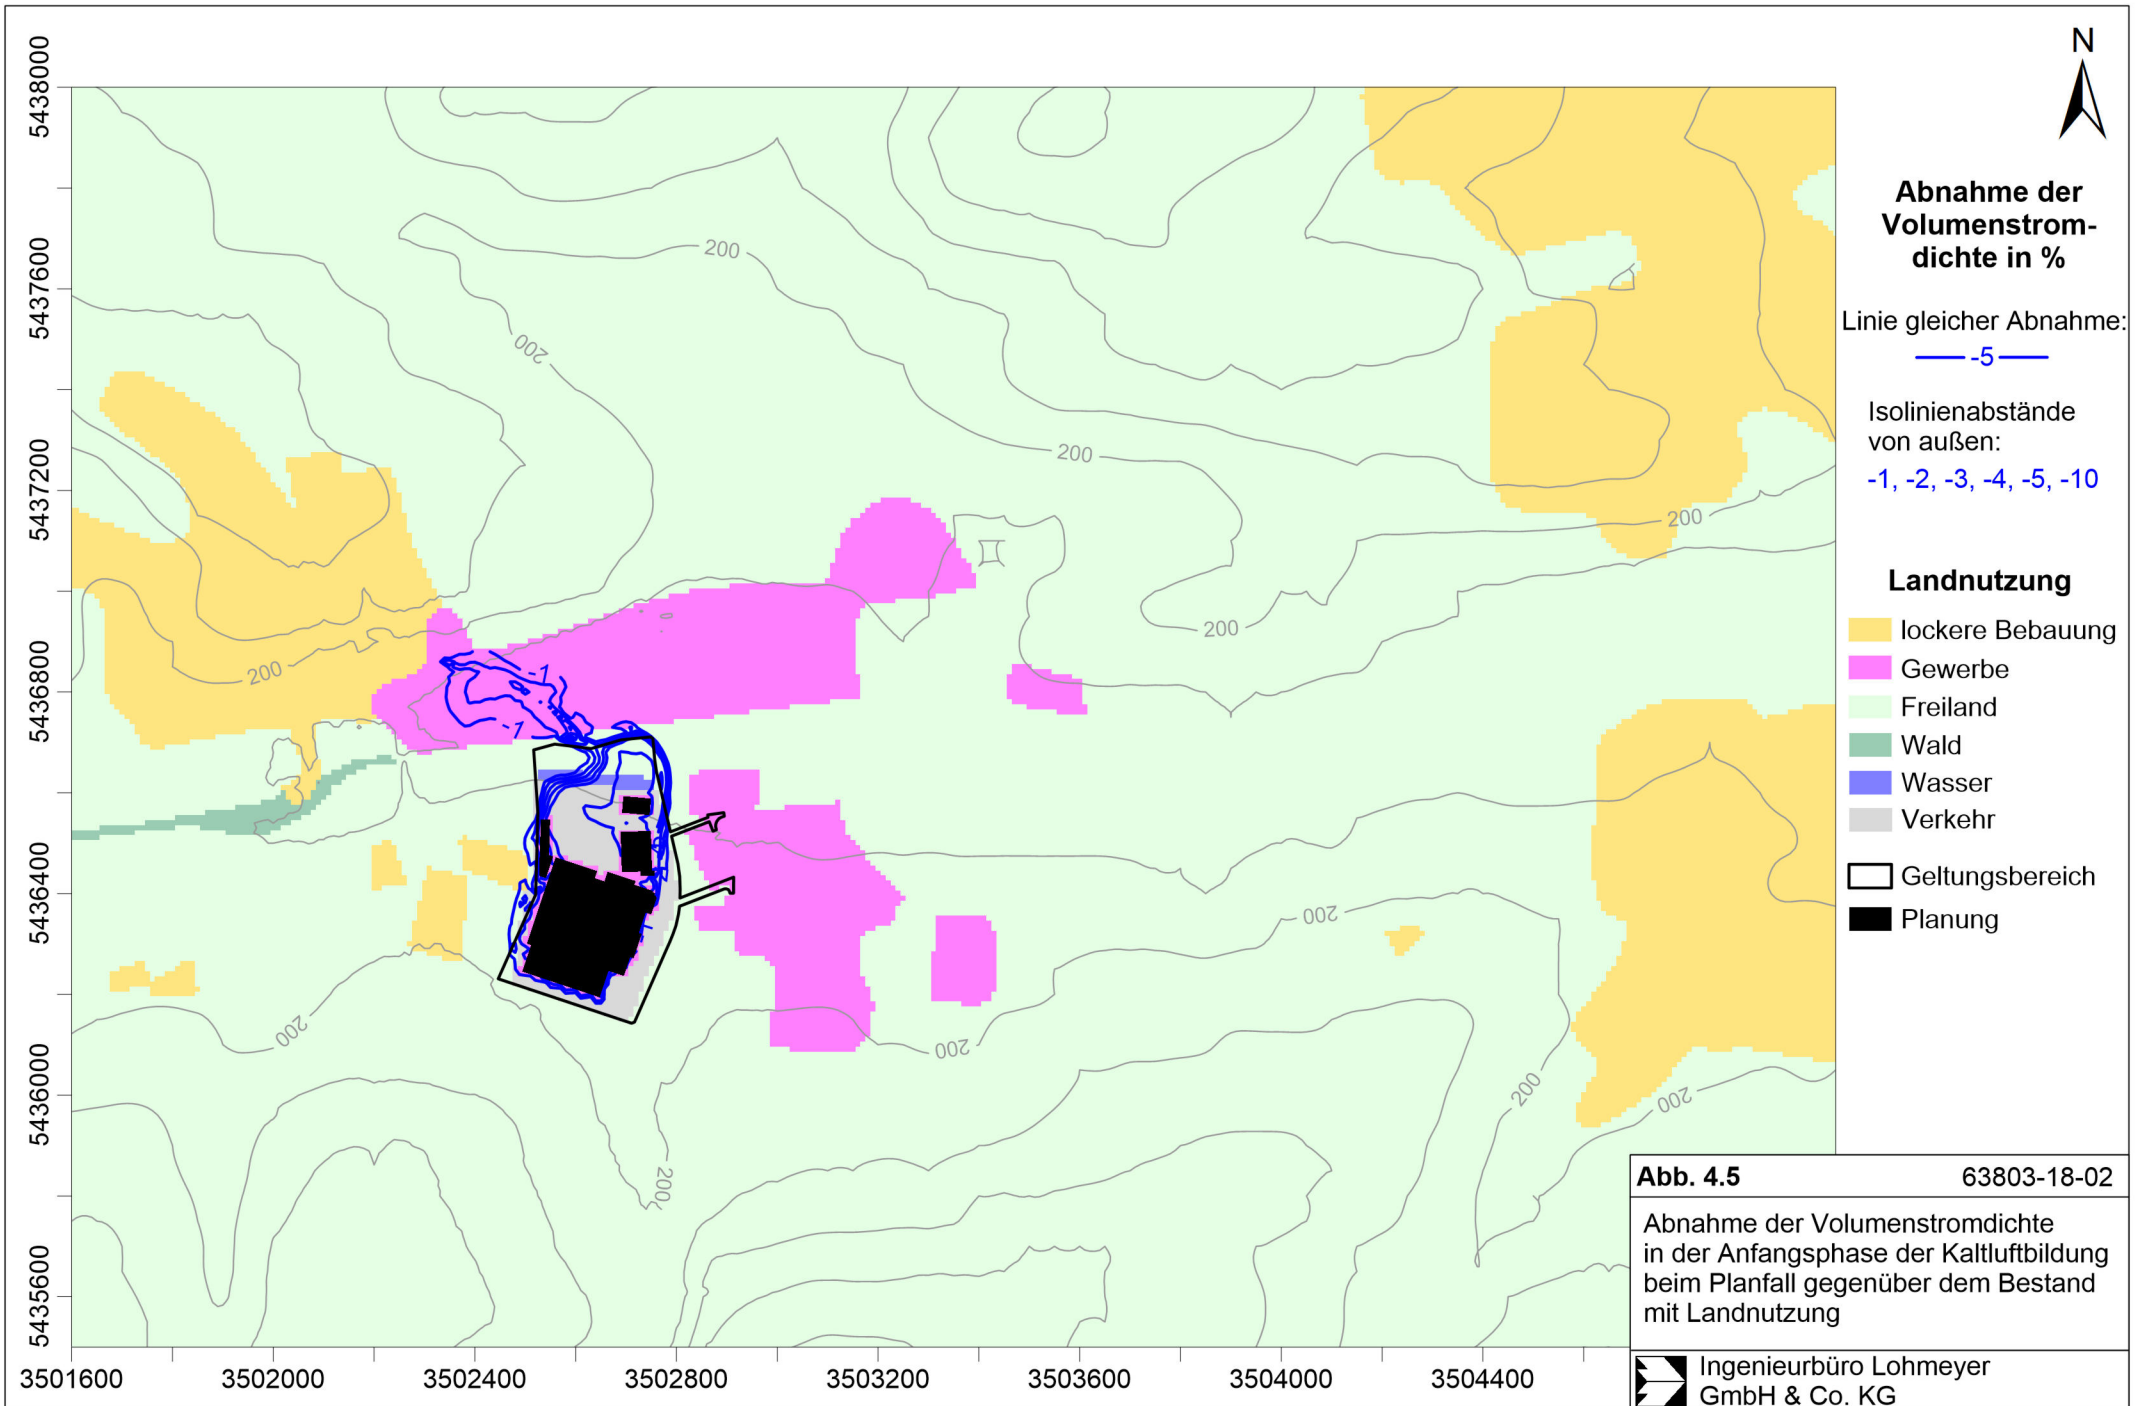 N
Abnahme der
Volumenstrom-
dichte in %
Linie gleicher Abnahme:
-5
Isolinienabstände
von außen:
-1, -2, -3, -4, -5, -10
Landnutzung
lockere Bebauung
Gewerbe
Freiland
Wald
Wasser
Verkehr
Geltungsbereich
Planung
5438000
5437600
5437200
5436800
5436400
5436000
5435600
3501600
3502000
3502400
3502800
3503200
3503600
3504000
3504400
200
200
200
200
200
200
200
200
200
200
200
200
-1
-1
Abb. 4.5 63803-18-02
Abnahme der Volumenstromdichte
in der Anfangsphase der Kaltluftbildung
beim Planfall gegenüber dem Bestand
mit Landnutzung
Ingenieurbüro Lohmeyer
GmbH & Co. KG